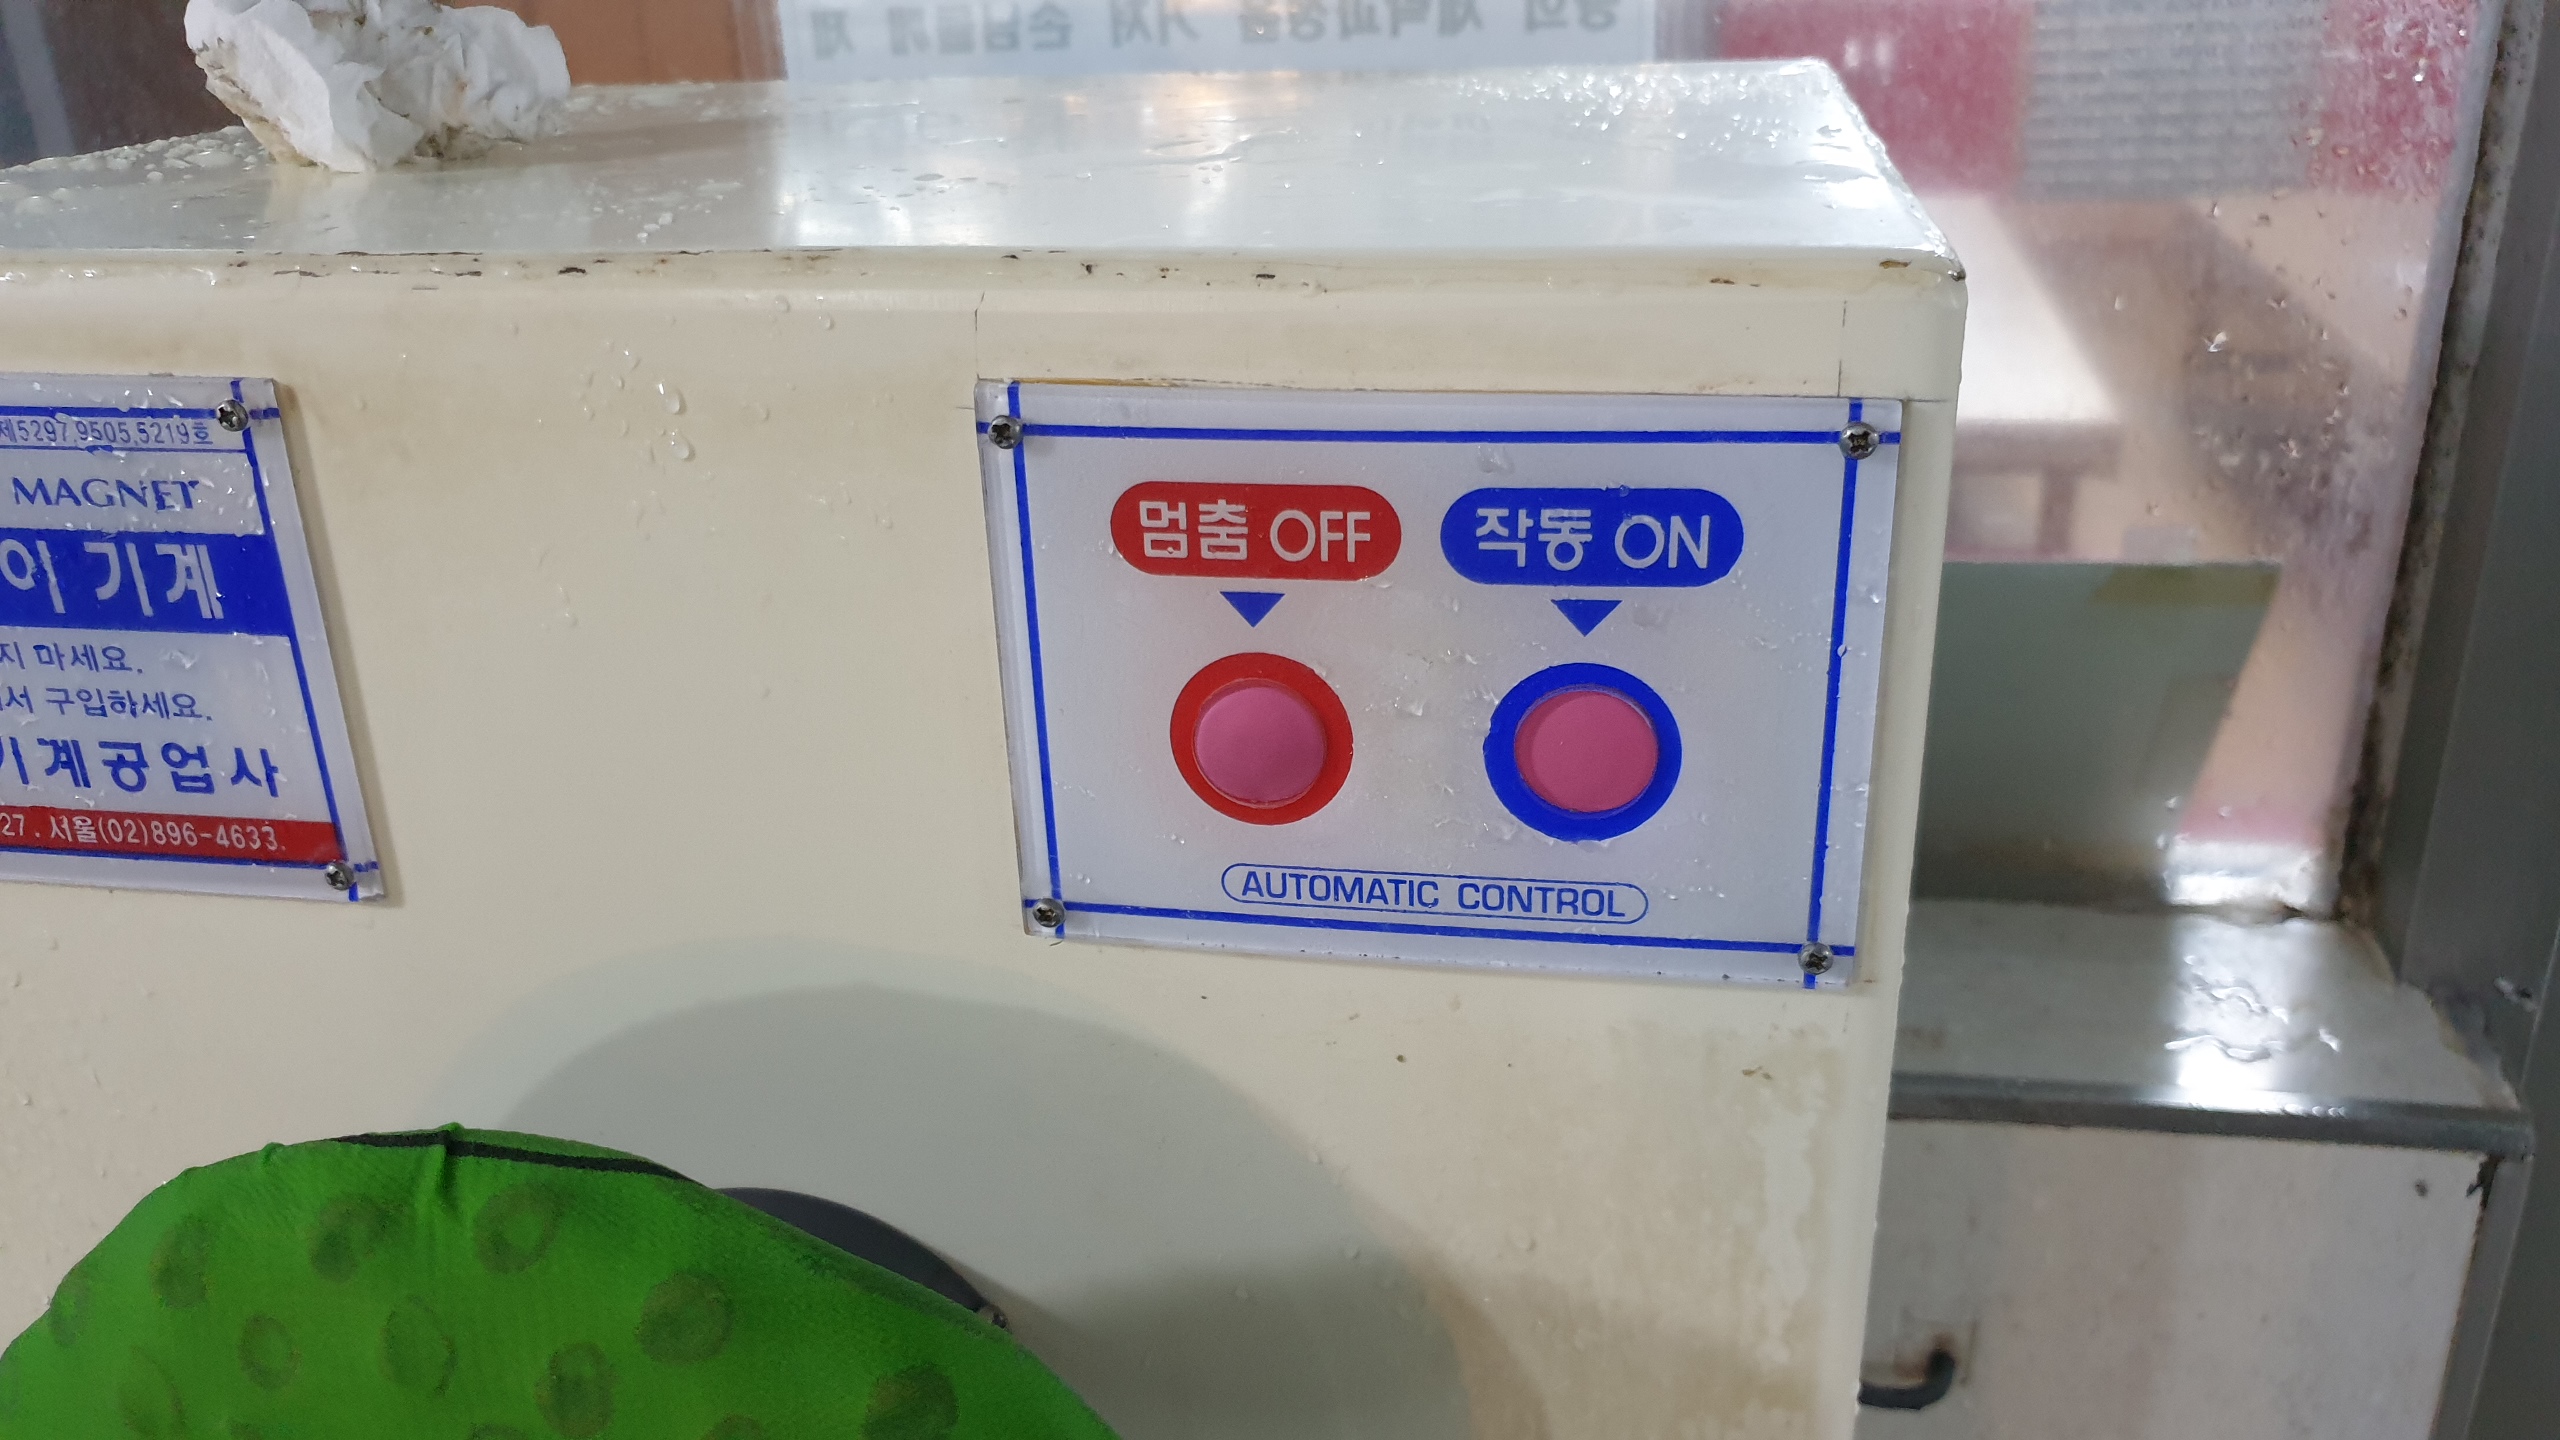 제5297,9505,5219호
MAGNET
이 기계
지 마세요.
서 구입하세요.
기계공업사
27. 서울(02)896-4633.
멈춤 OFF
작동 ON
AUTOMATIC CONTROL